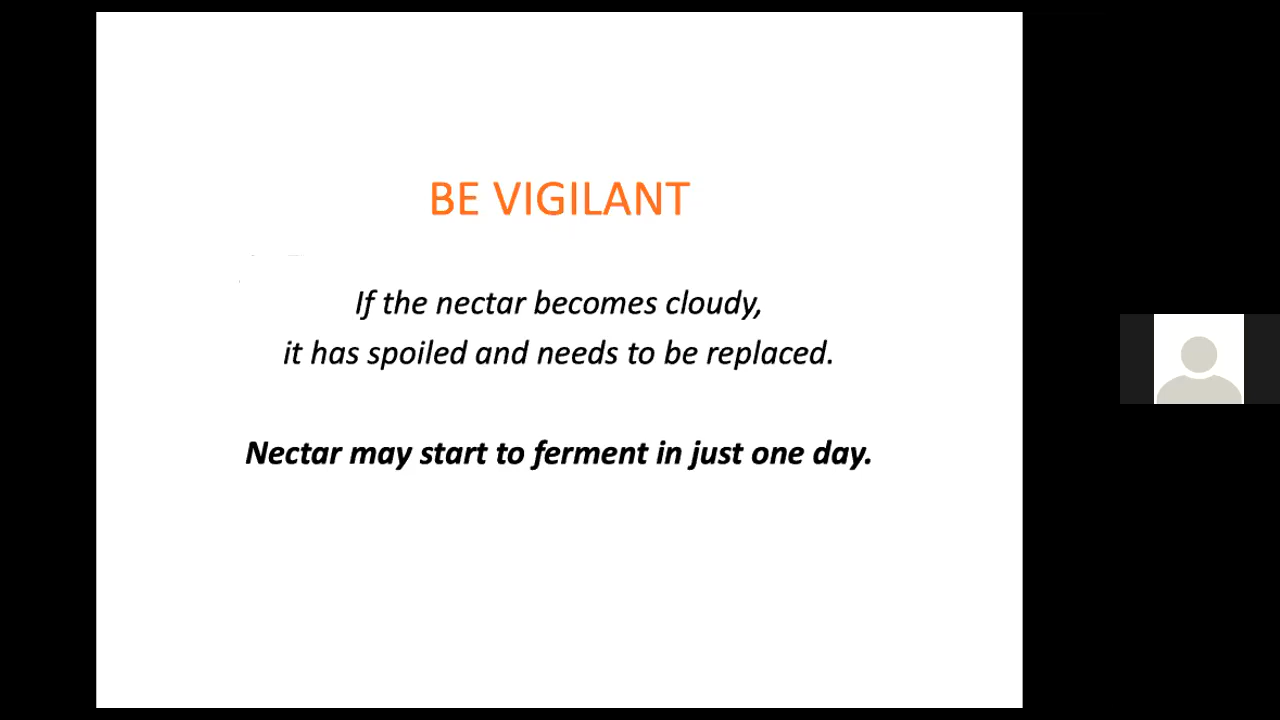 BE VIGILANT
If the nectar becomes cloudy,
it has spoiled and needs to be replaced.
Nectar may start to ferment in just one day.